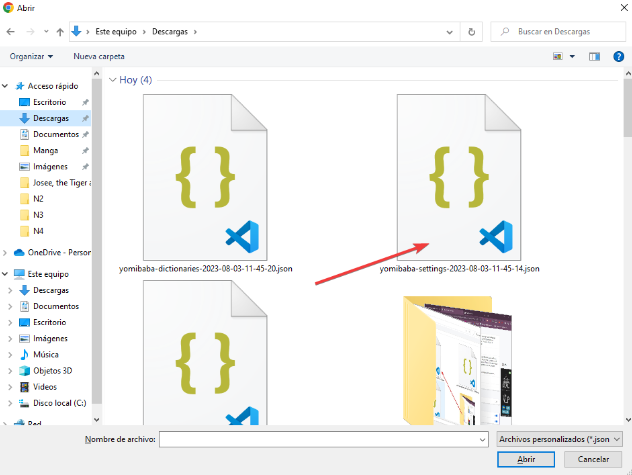 Abrir
Este equipo > Descargas >
Buscar en Descargas
Organizar
Nueva carpeta
Acceso rápido
Escritorio
Descargas
Documentos
Manga
Imágenes
Josee, the Tiger a
N2
N3
N4
OneDrive - Person
Este equipo
Descargas
Documentos
Escritorio
Imágenes
Música
Objetos 3D
Videos
Disco local (C:)
Red
Hoy (4)
{ }
{ }
yomibaba-dictionaries-2023-08-03-11-45-20.json
yomibaba-settings-2023-08-03-11-45-14.json
{ }
Nombre de archivo:
Archivos personalizados (*.json
Abrir
Cancelar